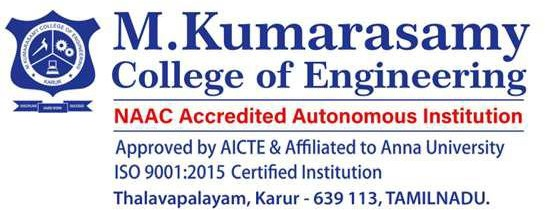 M.Kumarasamy
College of Engineering
NAAC Accredited Autonomous Institution
Approved by AICTE & Affiliated to Anna University
ISO 9001:2015 Certified Institution
Thalavapalayam, Karur - 639 113, TAMILNADU.
M.KUMARASAMY COLLEGE OF ENGINEERING
KARUR
DISCIPLINE HARD WORK SUCCESS